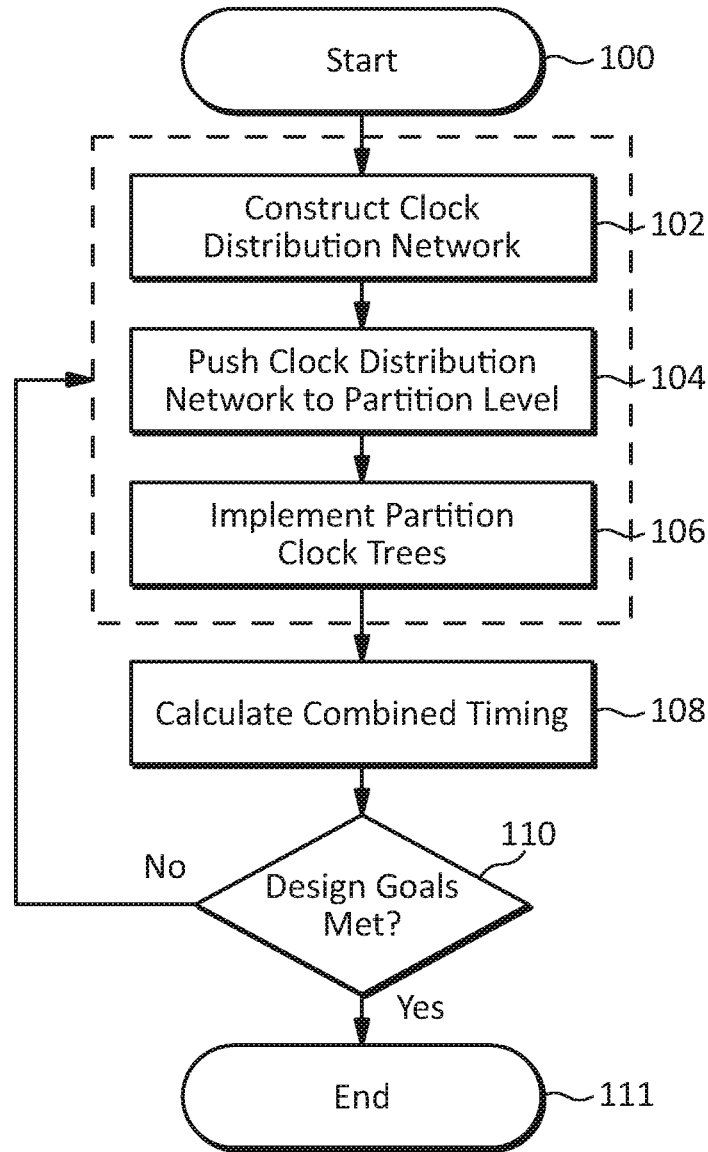 Start
100
Construct Clock
Distribution Network
102
Push Clock Distribution
Network to Partition Level
104
Implement Partition
Clock Trees
106
Calculate Combined Timing
108
110
No
Design Goals
Met?
Yes
End
111